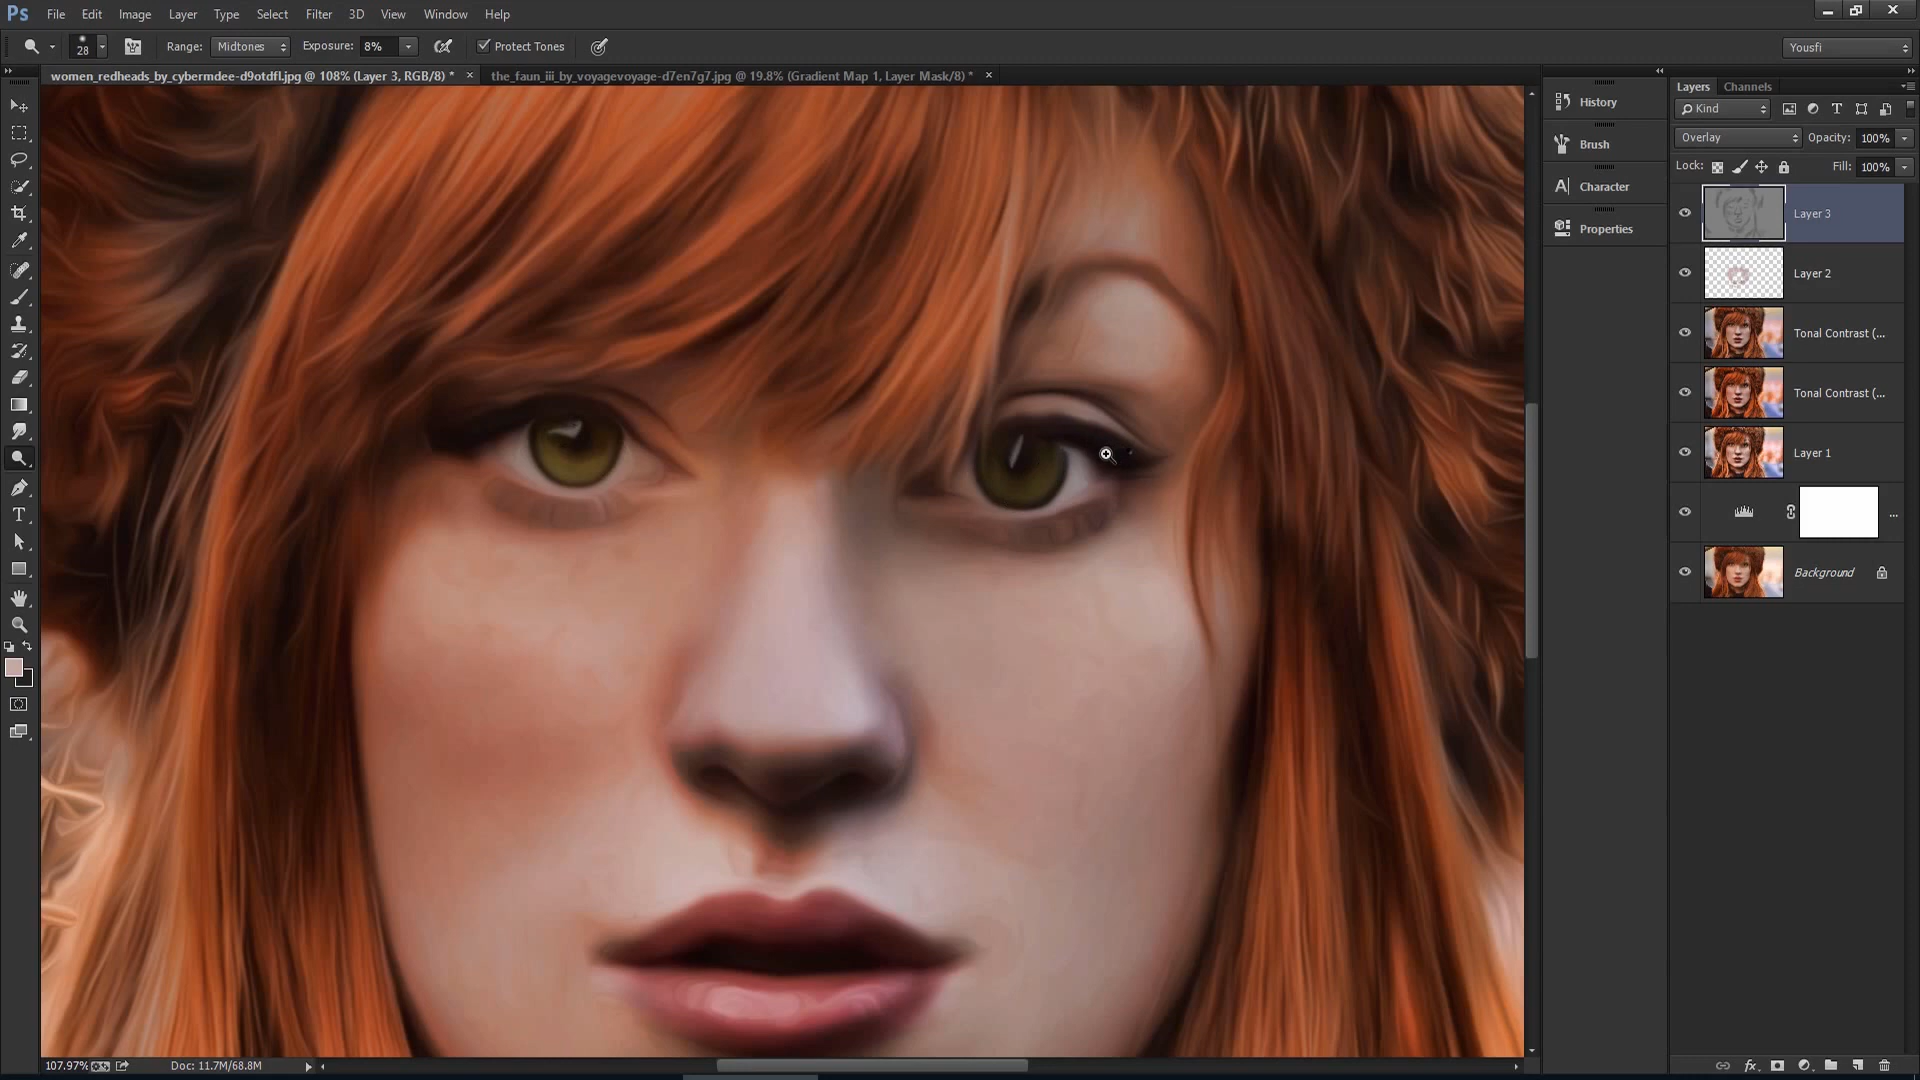 Ps File Edit Image Layer Type Select Filter 3D View Window Help
28 Range: Midtones Exposure: 8% Protect Tones Yousfi
women_redheads_by_cybermdee-d9otdfl.jpg @ 108% (Layer 3, RGB/8) * the_faun_iii_by_voyagevoyage-d7en7g7.jpg @ 19.8% (Gradient Map 1, Layer Mask/8) *
History
Brush
Character
Properties
Layers Channels
Kind
Overlay Opacity: 100%
Lock: Fill: 100%
Layer 3
Layer 2
Tonal Contrast (...
Tonal Contrast (...
Layer 1
...
Background
107.97% Doc: 11.7M/68.8M